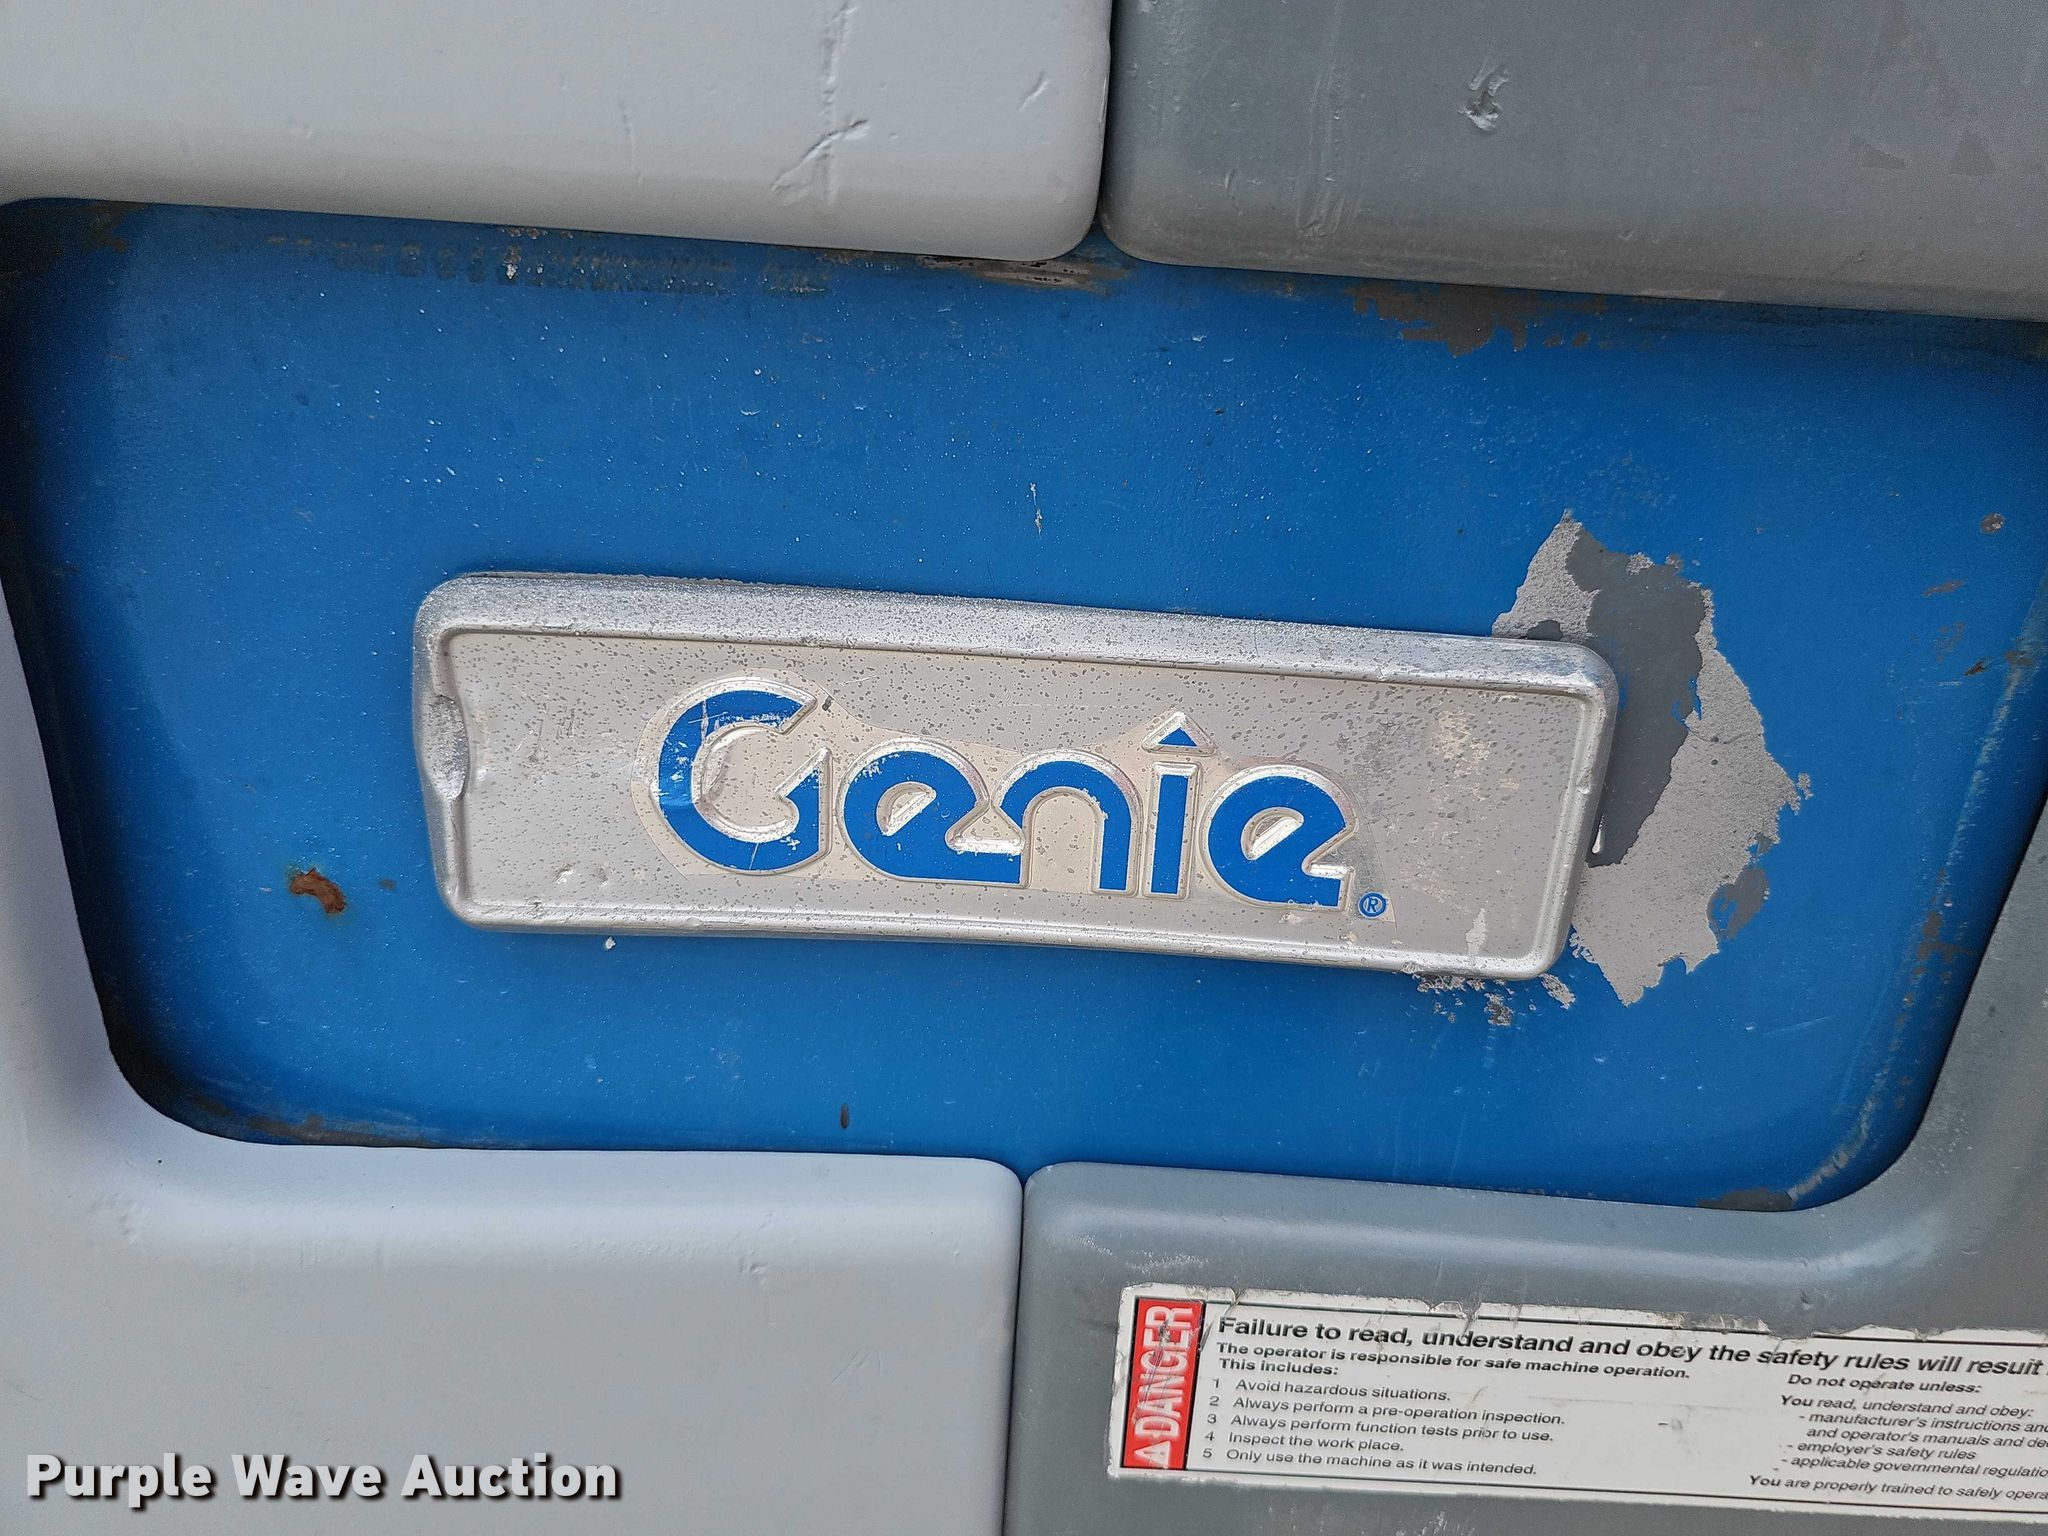 Genie®
DANGER
Failure to read, understand and obey the safety rules will result
The operator is responsible for safe machine operation.
This includes:
1 Avoid hazardous situations.
2 Always perform a pre-operation inspection.
3 Always perform function tests prior to use.
4 Inspect the work place.
5 Only use the machine as it was intended.
Do not operate unless:
You read, understand and obey:
- manufacturer's instructions and
and operator's manuals and
- employer's safety rules
- applicable governmental
You are properly trained to safely
Purple Wave Auction